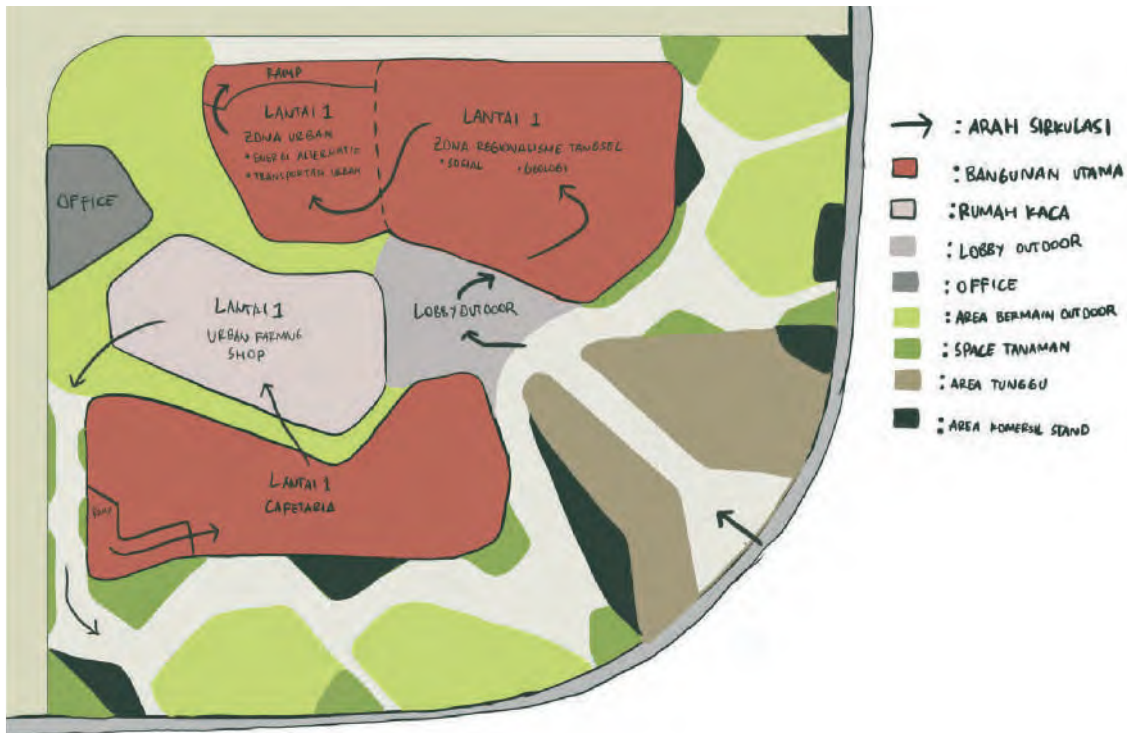 RAMP
LANTAI 1
ZONA URBAN
• ENERGI ALTERNATIF
• TRANSPORTASI URBAN
LANTAI 1
ZONA REGIONALISME TANGSEL
• SOSIAL • GEOLOGI
OFFICE
LANTAI 1
URBAN FARMING
SHOP
LOBBY OUTDOOR
LANTAI 1
CAFETARIA
RAMP
: ARAH SIRKULASI
: BANGUNAN UTAMA
: RUMAH KACA
: LOBBY OUTDOOR
: OFFICE
: AREA BERMAIN OUTDOOR
: SPACE TANAMAN
: AREA TUNGGU
: AREA KOMERSIL STAND